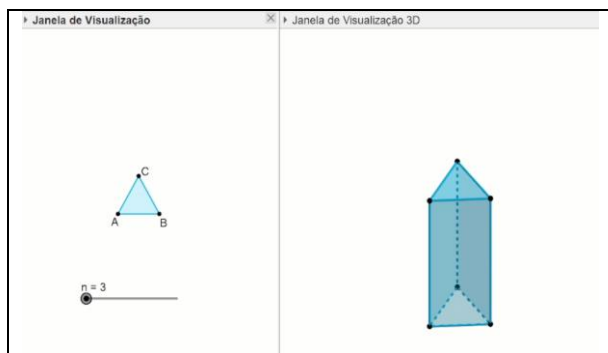 Janela de Visualização
Janela de Visualização 3D
C
A
B
n = 3